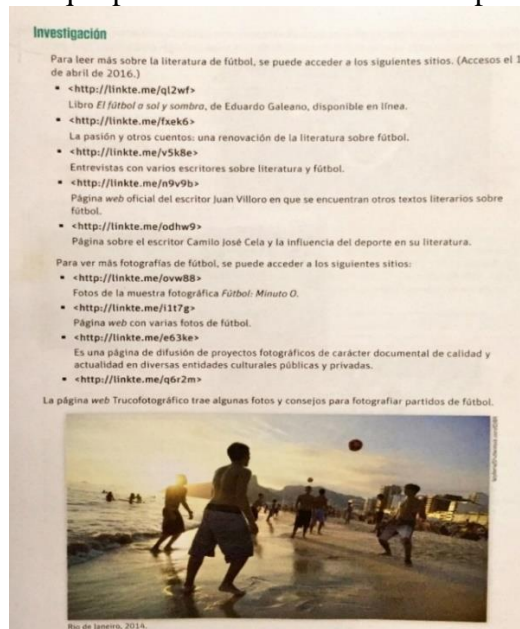 Investigación
Para leer más sobre la literatura de fútbol, se puede acceder a los siguientes sitios. (Accesos el 1
de abril de 2016.)
• <http://linkte.me/ql2wf>
Libro El fútbol a sol y sombra, de Eduardo Galeano, disponible en línea.
• <http://linkte.me/fxek6>
La pasión y otros cuentos: una renovación de la literatura sobre fútbol.
• <http://linkte.me/v5k8e>
Entrevistas con varios escritores sobre literatura y fútbol.
• <http://linkte.me/n9v9b>
Página web oficial del escritor Juan Villoro en que se encuentran otros textos literarios sobre
fútbol.
• <http://linkte.me/odhw9>
Página sobre el escritor Camilo José Cela y la influencia del deporte en su literatura.
Para ver más fotografías de fútbol, se puede acceder a los siguientes sitios:
• <http://linkte.me/ovw88>
Fotos de la muestra fotográfica Fútbol: Minuto 0.
• <http://linkte.me/i1t7g>
Página web con varias fotos de fútbol.
• <http://linkte.me/e63ke>
Es una página de difusión de proyectos fotográficos de carácter documental de calidad y
actualidad en diversas entidades culturales públicas y privadas.
• <http://linkte.me/q6r2m>
La página web Trucofotográfico trae algunas fotos y consejos para fotografiar partidos de fútbol.
Rio de Janeiro, 2014.